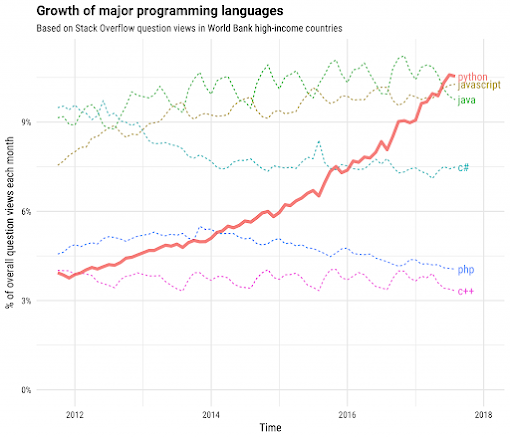 Growth of major programming languages
Based on Stack Overflow question views in World Bank high-income countries
% of overall question views each month
9%
6%
3%
0%
python
javascript
java
c#
php
c++
2012
2014
2016
2018
Time